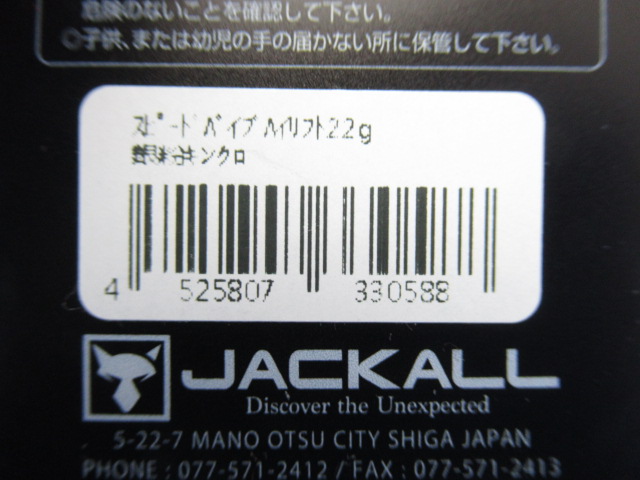 危険のないことを確認して下さい。
◎子供、または幼児の手の届かない所に保管して下さい。
ｽﾋﾟｰﾄﾞﾊﾞｲﾌﾞﾊｲﾘﾌﾄ22g
ンクロ
4 525807 330588
JACKALL
Discover the Unexpected
5-22-7 MANO OTSU CITY SHIGA JAPAN
PHONE : 077-571-2412 / FAX : 077-571-2413